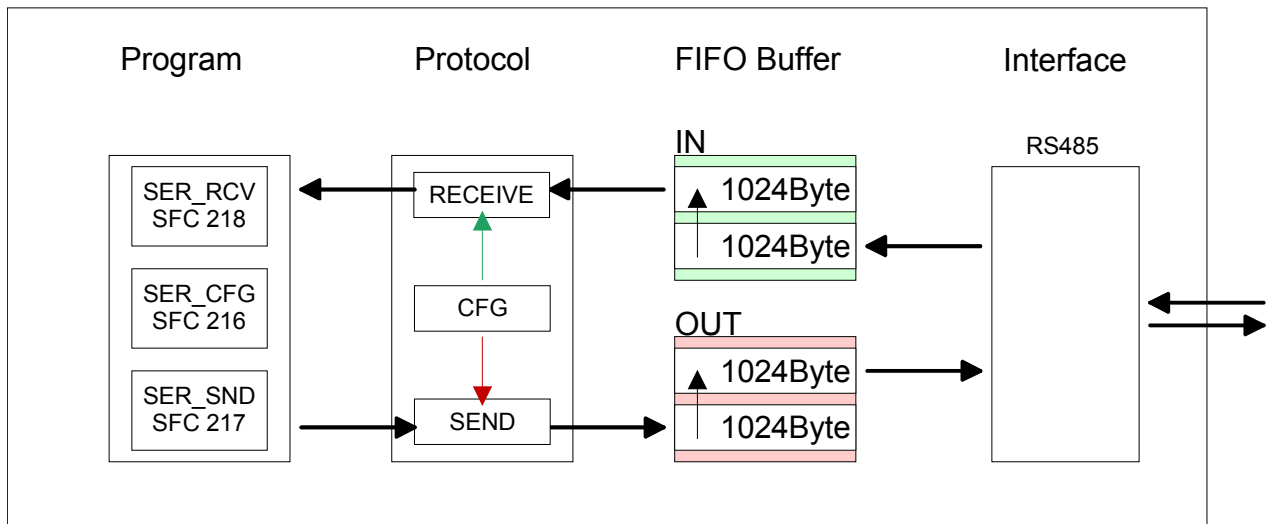 Program
Protocol
FIFO Buffer
Interface
SER_RCV
SFC 218
SER_CFG
SFC 216
SER_SND
SFC 217
RECEIVE
CFG
SEND
IN
1024Byte
1024Byte
OUT
1024Byte
1024Byte
RS485